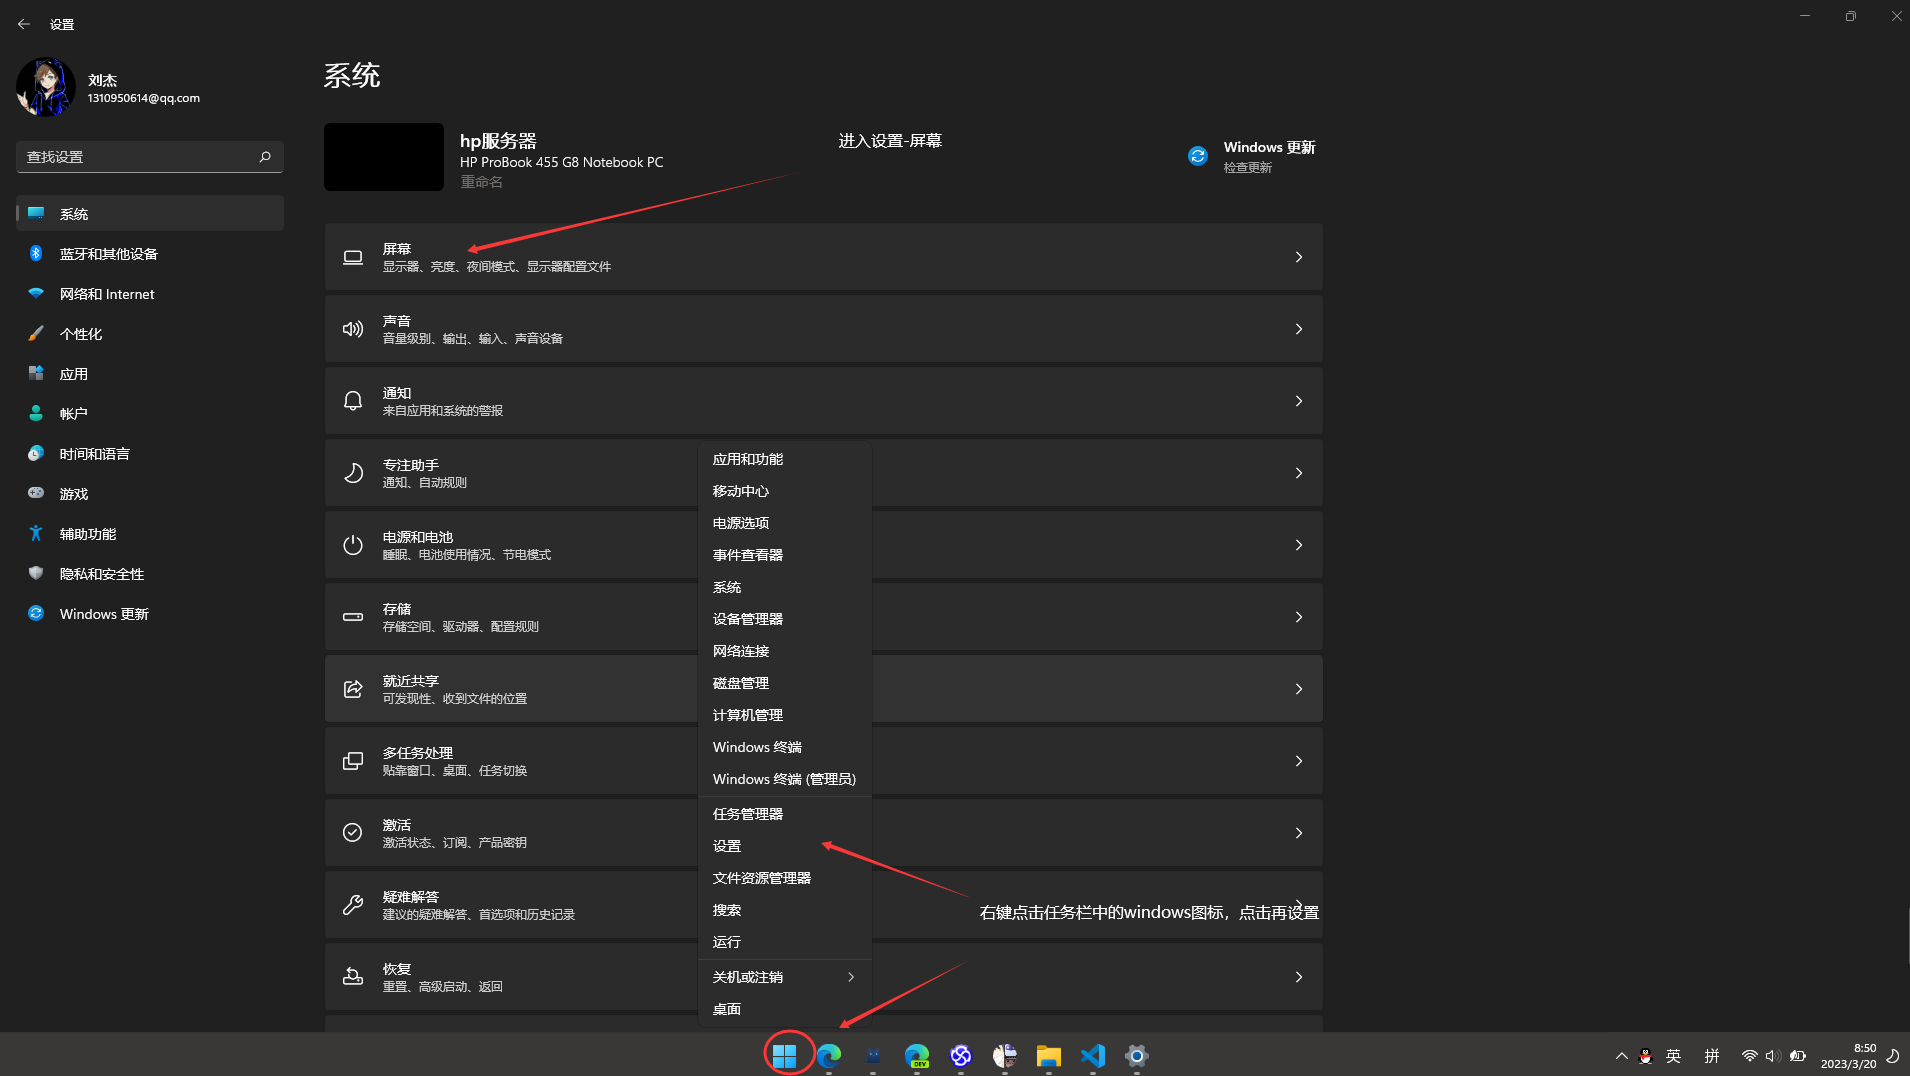 设置
刘杰
1310950614@qq.com
查找设置
系统
蓝牙和其他设备
网络和 Internet
个性化
应用
帐户
时间和语言
游戏
辅助功能
隐私和安全性
Windows 更新
系统
hp服务器
HP ProBook 455 G8 Notebook PC
重命名
进入设置-屏幕
Windows 更新
检查更新
屏幕
显示器、亮度、夜间模式、显示器配置文件
声音
音量级别、输出、输入、声音设备
通知
来自应用和系统的警报
专注助手
通知、自动规则
电源和电池
睡眠、电池使用情况、节电模式
存储
存储空间、驱动器、配置规则
就近共享
可发现性、收到文件的位置
多任务处理
贴靠窗口、桌面、任务切换
激活
激活状态、订阅、产品密钥
疑难解答
建议的疑难解答、首选项和历史记录
恢复
重置、高级启动、返回
应用和功能
移动中心
电源选项
事件查看器
系统
设备管理器
网络连接
磁盘管理
计算机管理
Windows 终端
Windows 终端 (管理员)
任务管理器
设置
文件资源管理器
搜索
运行
关机或注销
桌面
右键点击任务栏中的windows图标，点击再设置
DEV
英
拼
8:50
2023/3/20